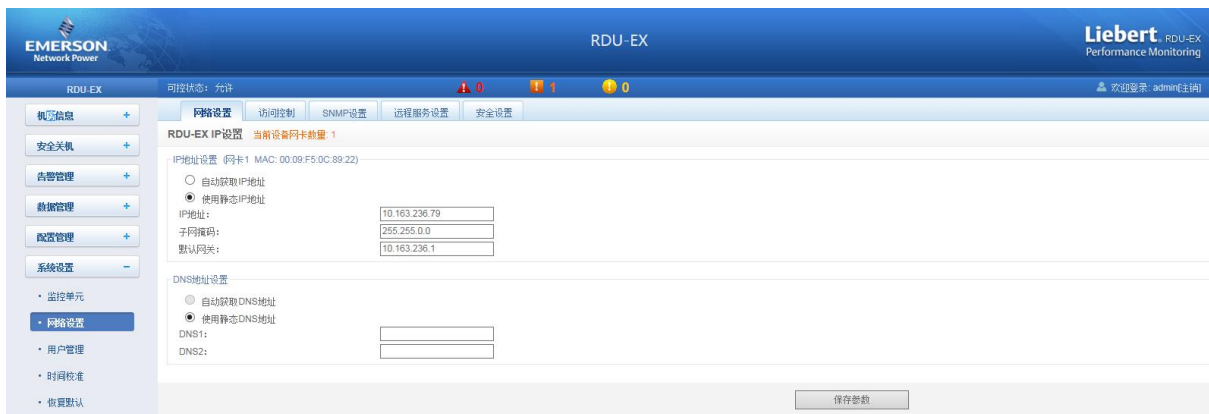 EMERSON
Network Power
RDU-EX
Liebert RDU-EX
Performance Monitoring
RDU-EX
可控状态：允许
0
1
0
欢迎登录: admin[注销]
机房信息 +
安全关机 +
告警管理 +
数据管理 +
配置管理 +
系统设置 −
• 监控单元
• 网络设置
• 用户管理
• 时间校准
• 恢复默认
网络设置 访问控制 SNMP设置 远程服务设置 安全设置
RDU-EX IP设置 当前设备网卡数量: 1
IP地址设置 (网卡1 MAC: 00:09:F5:0C:89:22)
自动获取IP地址
使用静态IP地址
IP地址： 10.163.236.79
子网掩码： 255.255.0.0
默认网关： 10.163.236.1
DNS地址设置
自动获取DNS地址
使用静态DNS地址
DNS1：
DNS2：
保存参数